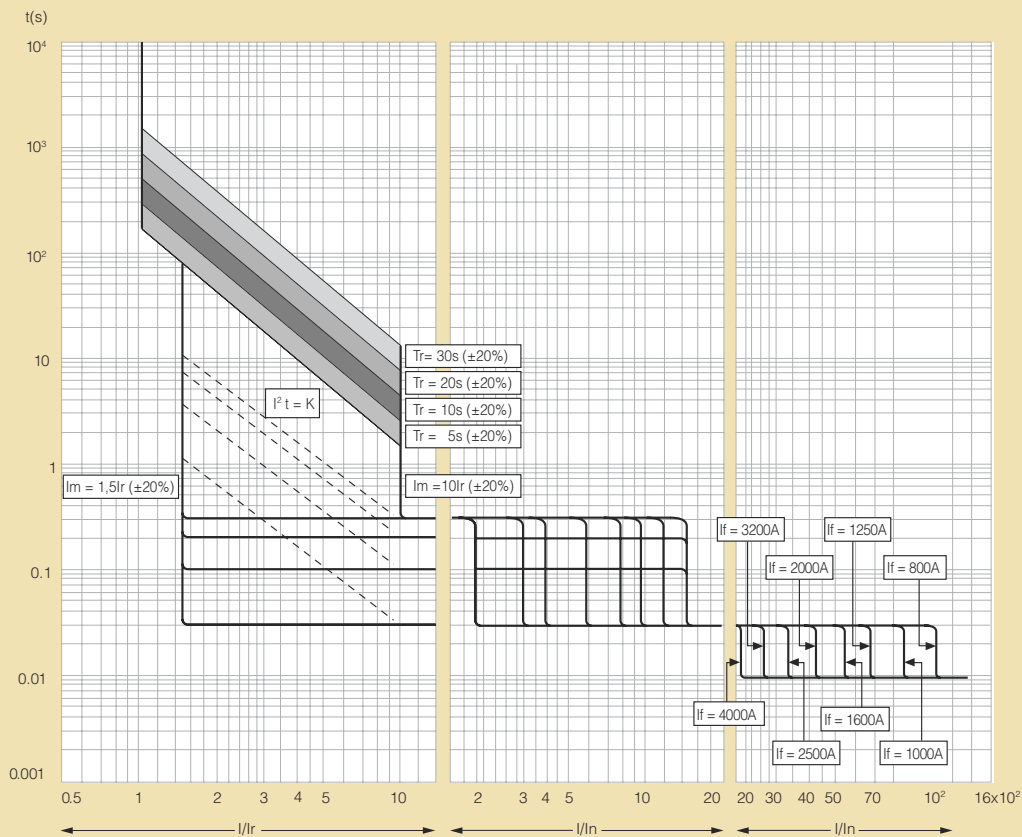 t(s)
10⁴
10³
10²
10
1
0.1
0.01
0.001
Tr= 30s (±20%)
Tr = 20s (±20%)
Tr = 10s (±20%)
Tr = 5s (±20%)
I² t = K
Im = 1,5Ir (±20%)
Im =10Ir (±20%)
If = 3200A
If = 1250A
If = 2000A
If = 800A
If = 4000A
If = 1600A
If = 2500A
If = 1000A
0.5 1 2 3 4 5 10 2 3 4 5 10 20 20 30 40 50 70 10² 16x10²
I/Ir I/In I/In